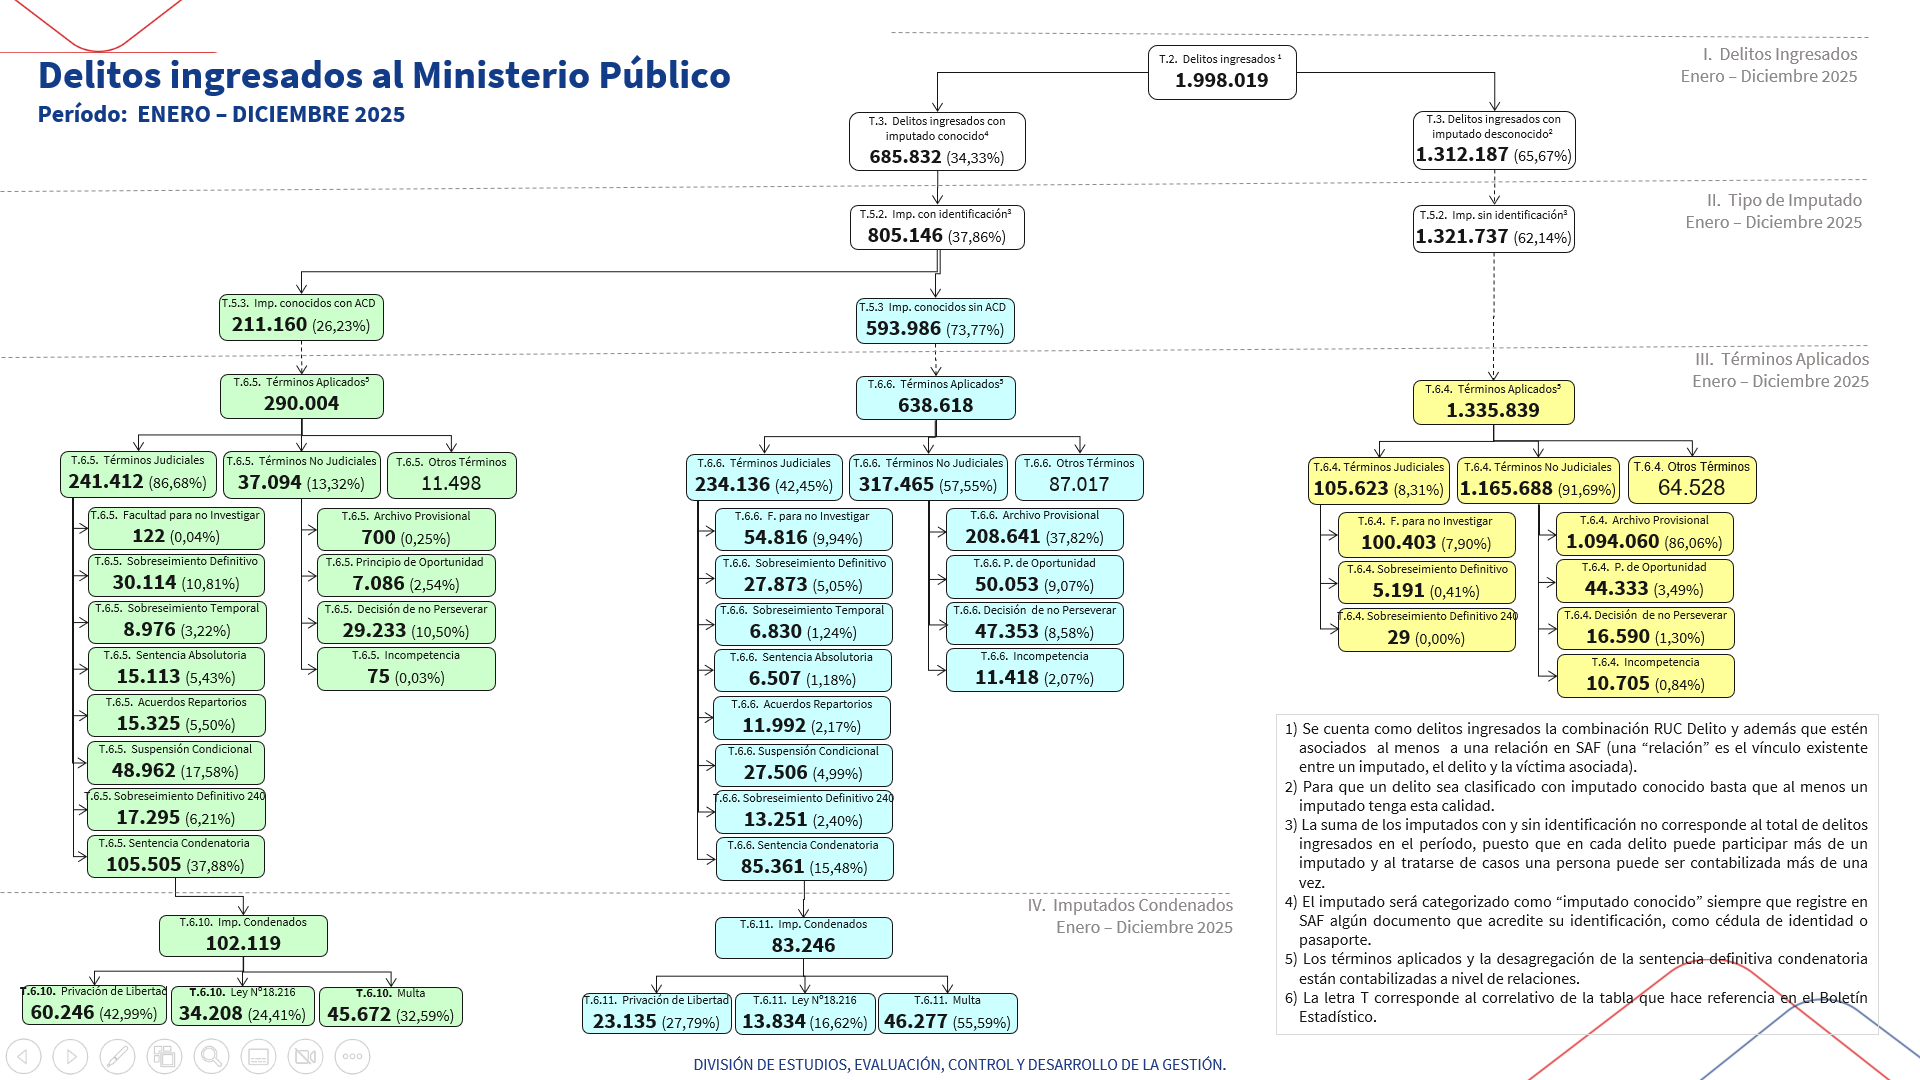 Delitos ingresados al Ministerio Público
Período:  ENERO – DICIEMBRE 2025
I.  Delitos Ingresados
Enero – Diciembre 2025
T.2.  Delitos ingresados ¹
1.998.019
T.3.  Delitos ingresados con
imputado conocido⁴
685.832 (34,33%)
T.3. Delitos ingresados con
imputado desconocido²
1.312.187 (65,67%)
II.  Tipo de Imputado
Enero – Diciembre 2025
T.5.2.  Imp. con identificación³
805.146 (37,86%)
T.5.2.  Imp. sin identificación³
1.321.737 (62,14%)
T.5.3.  Imp. conocidos con ACD
211.160 (26,23%)
T.5.3  Imp. conocidos sin ACD
593.986 (73,77%)
III.  Términos Aplicados
Enero – Diciembre 2025
T.6.5.  Términos Aplicados⁵
290.004
T.6.5.  Términos Judiciales
241.412 (86,68%)
T.6.5.  Términos No Judiciales
37.094 (13,32%)
T.6.5.  Otros Términos
11.498
T.6.5.  Facultad para no Investigar
122 (0,04%)
T.6.5.  Sobreseimiento Definitivo
30.114 (10,81%)
T.6.5.  Sobreseimiento Temporal
8.976 (3,22%)
T.6.5.  Sentencia Absolutoria
15.113 (5,43%)
T.6.5.  Acuerdos Repartorios
15.325 (5,50%)
T.6.5.  Suspensión Condicional
48.962 (17,58%)
T.6.5. Sobreseimiento Definitivo 240
17.295 (6,21%)
T.6.5. Sentencia Condenatoria
105.505 (37,88%)
T.6.5.  Archivo Provisional
700 (0,25%)
T.6.5. Principio de Oportunidad
7.086 (2,54%)
T.6.5.  Decisión de no Perseverar
29.233 (10,50%)
T.6.5.  Incompetencia
75 (0,03%)
T.6.6.  Términos Aplicados⁵
638.618
T.6.6.  Términos Judiciales
234.136 (42,45%)
T.6.6.  Términos No Judiciales
317.465 (57,55%)
T.6.6.  Otros Términos
87.017
T.6.6.  F. para no Investigar
54.816 (9,94%)
T.6.6.  Sobreseimiento Definitivo
27.873 (5,05%)
T.6.6.  Sobreseimiento Temporal
6.830 (1,24%)
T.6.6.  Sentencia Absolutoria
6.507 (1,18%)
T.6.6.  Acuerdos Repartorios
11.992 (2,17%)
T.6.6. Suspensión Condicional
27.506 (4,99%)
T.6.6. Sobreseimiento Definitivo 240
13.251 (2,40%)
T.6.6. Sentencia Condenatoria
85.361 (15,48%)
T.6.6.  Archivo Provisional
208.641 (37,82%)
T.6.6. P. de Oportunidad
50.053 (9,07%)
T.6.6. Decisión  de no Perseverar
47.353 (8,58%)
T.6.6.  Incompetencia
11.418 (2,07%)
T.6.4.  Términos Aplicados⁵
1.335.839
T.6.4. Términos Judiciales
105.623 (8,31%)
T.6.4. Términos No Judiciales
1.165.688 (91,69%)
T.6.4. Otros Términos
64.528
T.6.4.  F. para no Investigar
100.403 (7,90%)
T.6.4. Sobreseimiento Definitivo
5.191 (0,41%)
T.6.4. Sobreseimiento Definitivo 240
29 (0,00%)
T.6.4.  Archivo Provisional
1.094.060 (86,06%)
T.6.4.  P. de Oportunidad
44.333 (3,49%)
T.6.4. Decisión  de no Perseverar
16.590 (1,30%)
T.6.4.  Incompetencia
10.705 (0,84%)
IV.  Imputados Condenados
Enero – Diciembre 2025
T.6.10.  Imp. Condenados
102.119
T.6.10.  Privación de Libertad
60.246 (42,99%)
T.6.10.  Ley Nº18.216
34.208 (24,41%)
T.6.10.  Multa
45.672 (32,59%)
T.6.11.  Imp. Condenados
83.246
T.6.11.  Privación de Libertad
23.135 (27,79%)
T.6.11.  Ley Nº18.216
13.834 (16,62%)
T.6.11.  Multa
46.277 (55,59%)
1) Se cuenta como delitos ingresados la combinación RUC Delito y además que estén
asociados  al menos  a una relación en SAF (una “relación” es el vínculo existente
entre un imputado, el delito y la víctima asociada).
2) Para que un delito sea clasificado con imputado conocido basta que al menos un
imputado tenga esta calidad.
3) La suma de los imputados con y sin identificación no corresponde al total de delitos
ingresados en el período, puesto que en cada delito puede participar más de un
imputado y al tratarse de casos una persona puede ser contabilizada más de una
vez.
4) El imputado será categorizado como “imputado conocido” siempre que registre en
SAF algún documento que acredite su identificación, como cédula de identidad o
pasaporte.
5) Los términos aplicados y la desagregación de la sentencia definitiva condenatoria
están contabilizadas a nivel de relaciones.
6) La letra T corresponde al correlativo de la tabla que hace referencia en el Boletín
Estadístico.
DIVISIÓN DE ESTUDIOS, EVALUACIÓN, CONTROL Y DESARROLLO DE LA GESTIÓN.